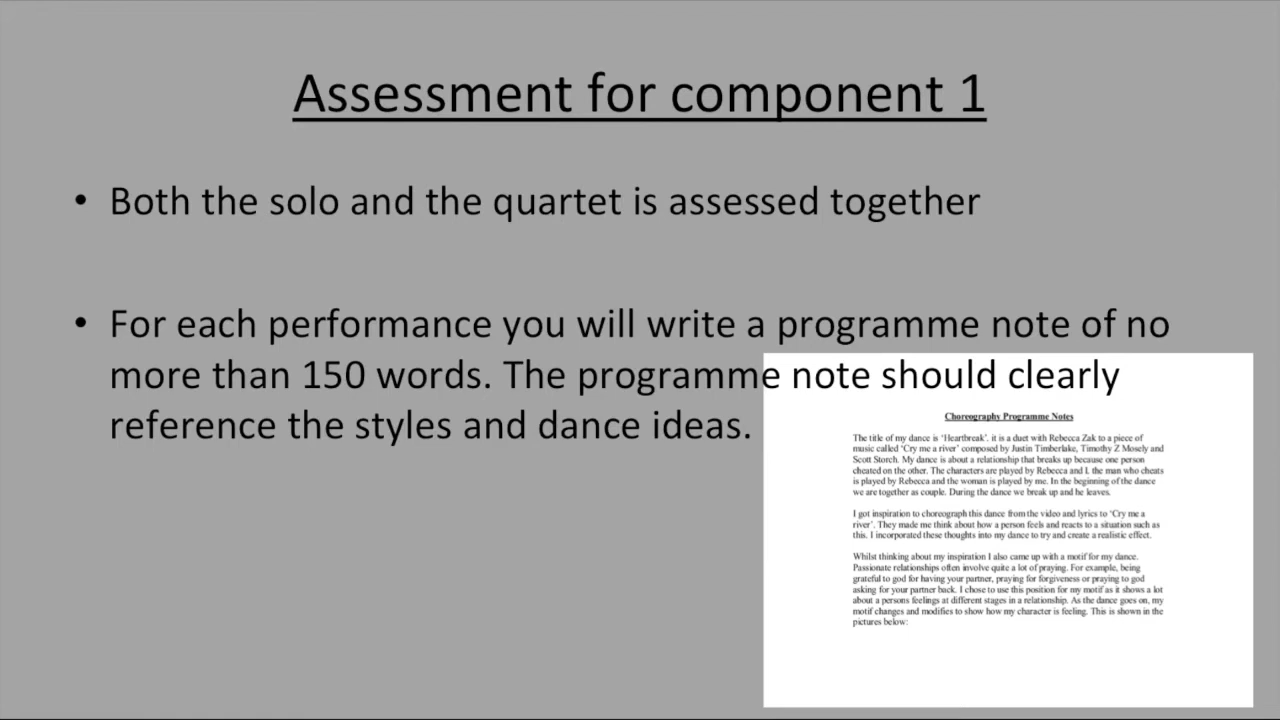 Assessment for component 1
• Both the solo and the quartet is assessed together
• For each performance you will write a programme note of no
more than 150 words. The programme note should clearly
reference the styles and dance ideas.
Choreography Programme Notes
The title of my dance is 'Heartbreak'. it is a duet with Rebecca Zak to a piece of
music called 'Cry me a river' composed by Justin Timberlake, Timothy Z Mosely and
Scott Storch. My dance is about a relationship that breaks up because one person
cheated on the other. The characters are played by Rebecca and I. the man who cheats
is played by Rebecca and the woman is played by me. In the beginning of the dance
we are together as couple. During the dance we break up and he leaves.
I got inspiration to choreograph this dance from the video and lyrics to 'Cry me a
river'. They made me think about how a person feels and reacts to a situation such as
this. I incorporated these thoughts into my dance to try and create a realistic effect.
Whilst thinking about my inspiration I also came up with a motif for my dance.
Passionate relationships often involve quite a lot of praying. For example, being
grateful to god for having your partner, praying for forgiveness or praying to god
asking for your partner back. I chose to use this position for my motif as it shows a lot
about a persons feelings at different stages in a relationship. As the dance goes on, my
motif changes and modifies to show how my character is feeling. This is shown in the
pictures below: